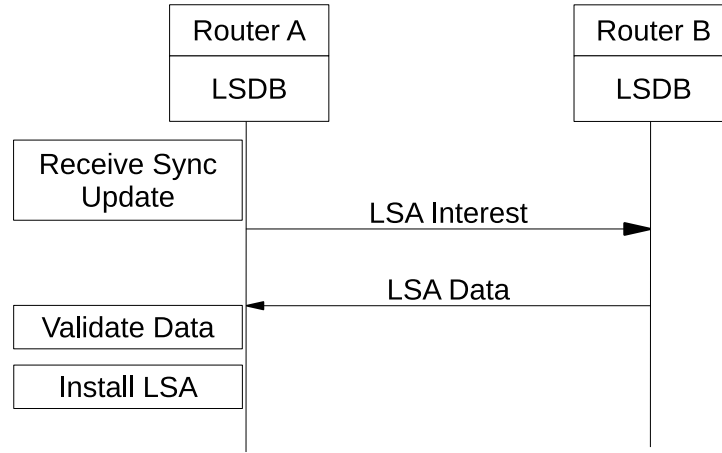 Router A
Router B
LSDB
LSDB
Receive Sync
Update
LSA Interest
LSA Data
Validate Data
Install LSA